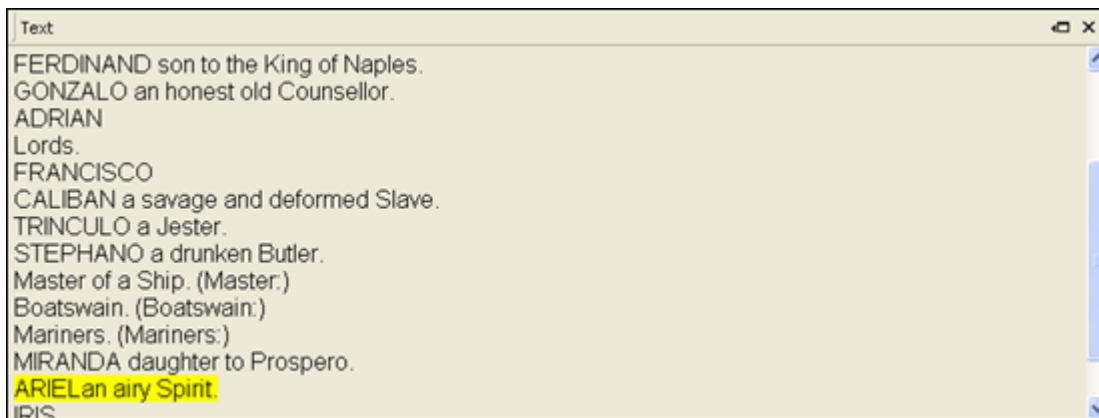 Text
FERDINAND son to the King of Naples.
GONZALO an honest old Counsellor.
ADRIAN
Lords.
FRANCISCO
CALIBAN a savage and deformed Slave.
TRINCULO a Jester.
STEPHANO a drunken Butler.
Master of a Ship. (Master:)
Boatswain. (Boatswain:)
Mariners. (Mariners:)
MIRANDA daughter to Prospero.
ARIELan airy Spirit.
IRIS